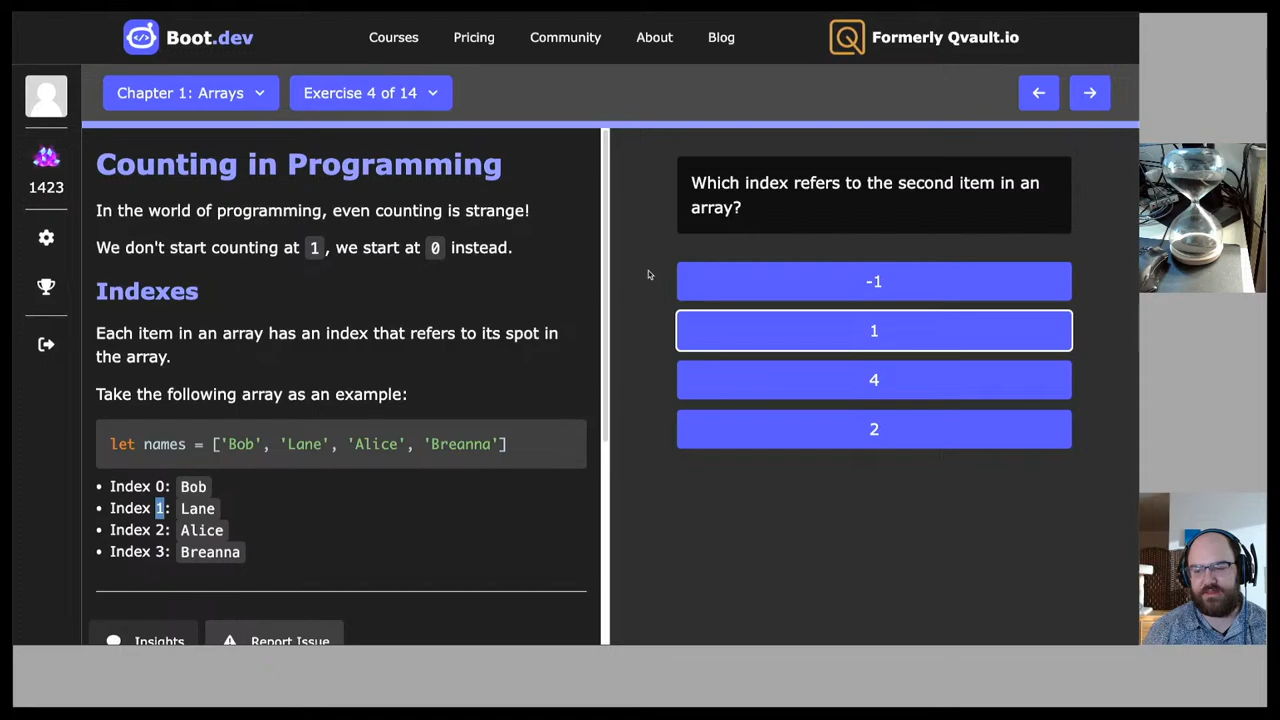 Boot.dev
Courses Pricing Community About Blog
Formerly Qvault.io
Chapter 1: Arrays
Exercise 4 of 14
1423
Counting in Programming
In the world of programming, even counting is strange!
We don't start counting at 1, we start at 0 instead.
Indexes
Each item in an array has an index that refers to its spot in
the array.
Take the following array as an example:
let names = ['Bob', 'Lane', 'Alice', 'Breanna']
• Index 0: Bob
• Index 1: Lane
• Index 2: Alice
• Index 3: Breanna
Insights
Report Issue
Which index refers to the second item in an
array?
-1
1
4
2